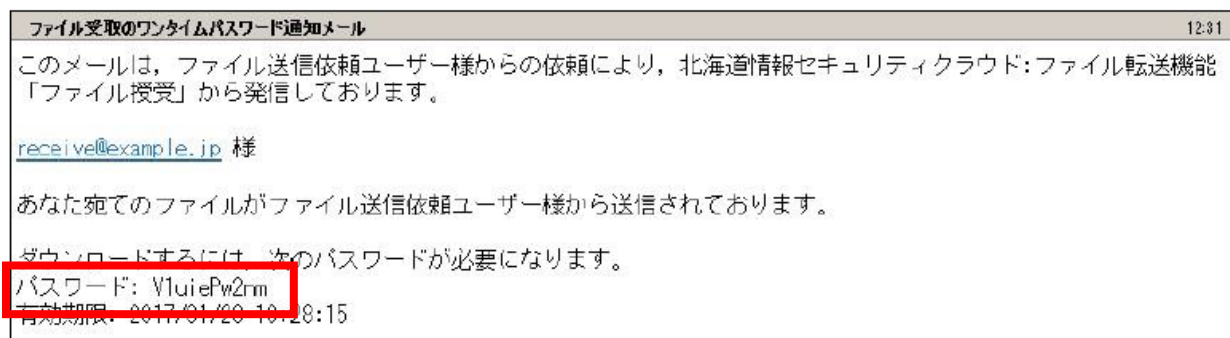 ファイル受取のワンタイムパスワード通知メール 12:31
このメールは，ファイル送信依頼ユーザー様からの依頼により，北海道情報セキュリティクラウド:ファイル転送機能
「ファイル授受」から発信しております。
receive@example.jp 様
あなた宛てのファイルがファイル送信依頼ユーザー様から送信されております。
ダウンロードするには，次のパスワードが必要になります。
パスワード: V1uiePw2nm
有効期限: :28:15